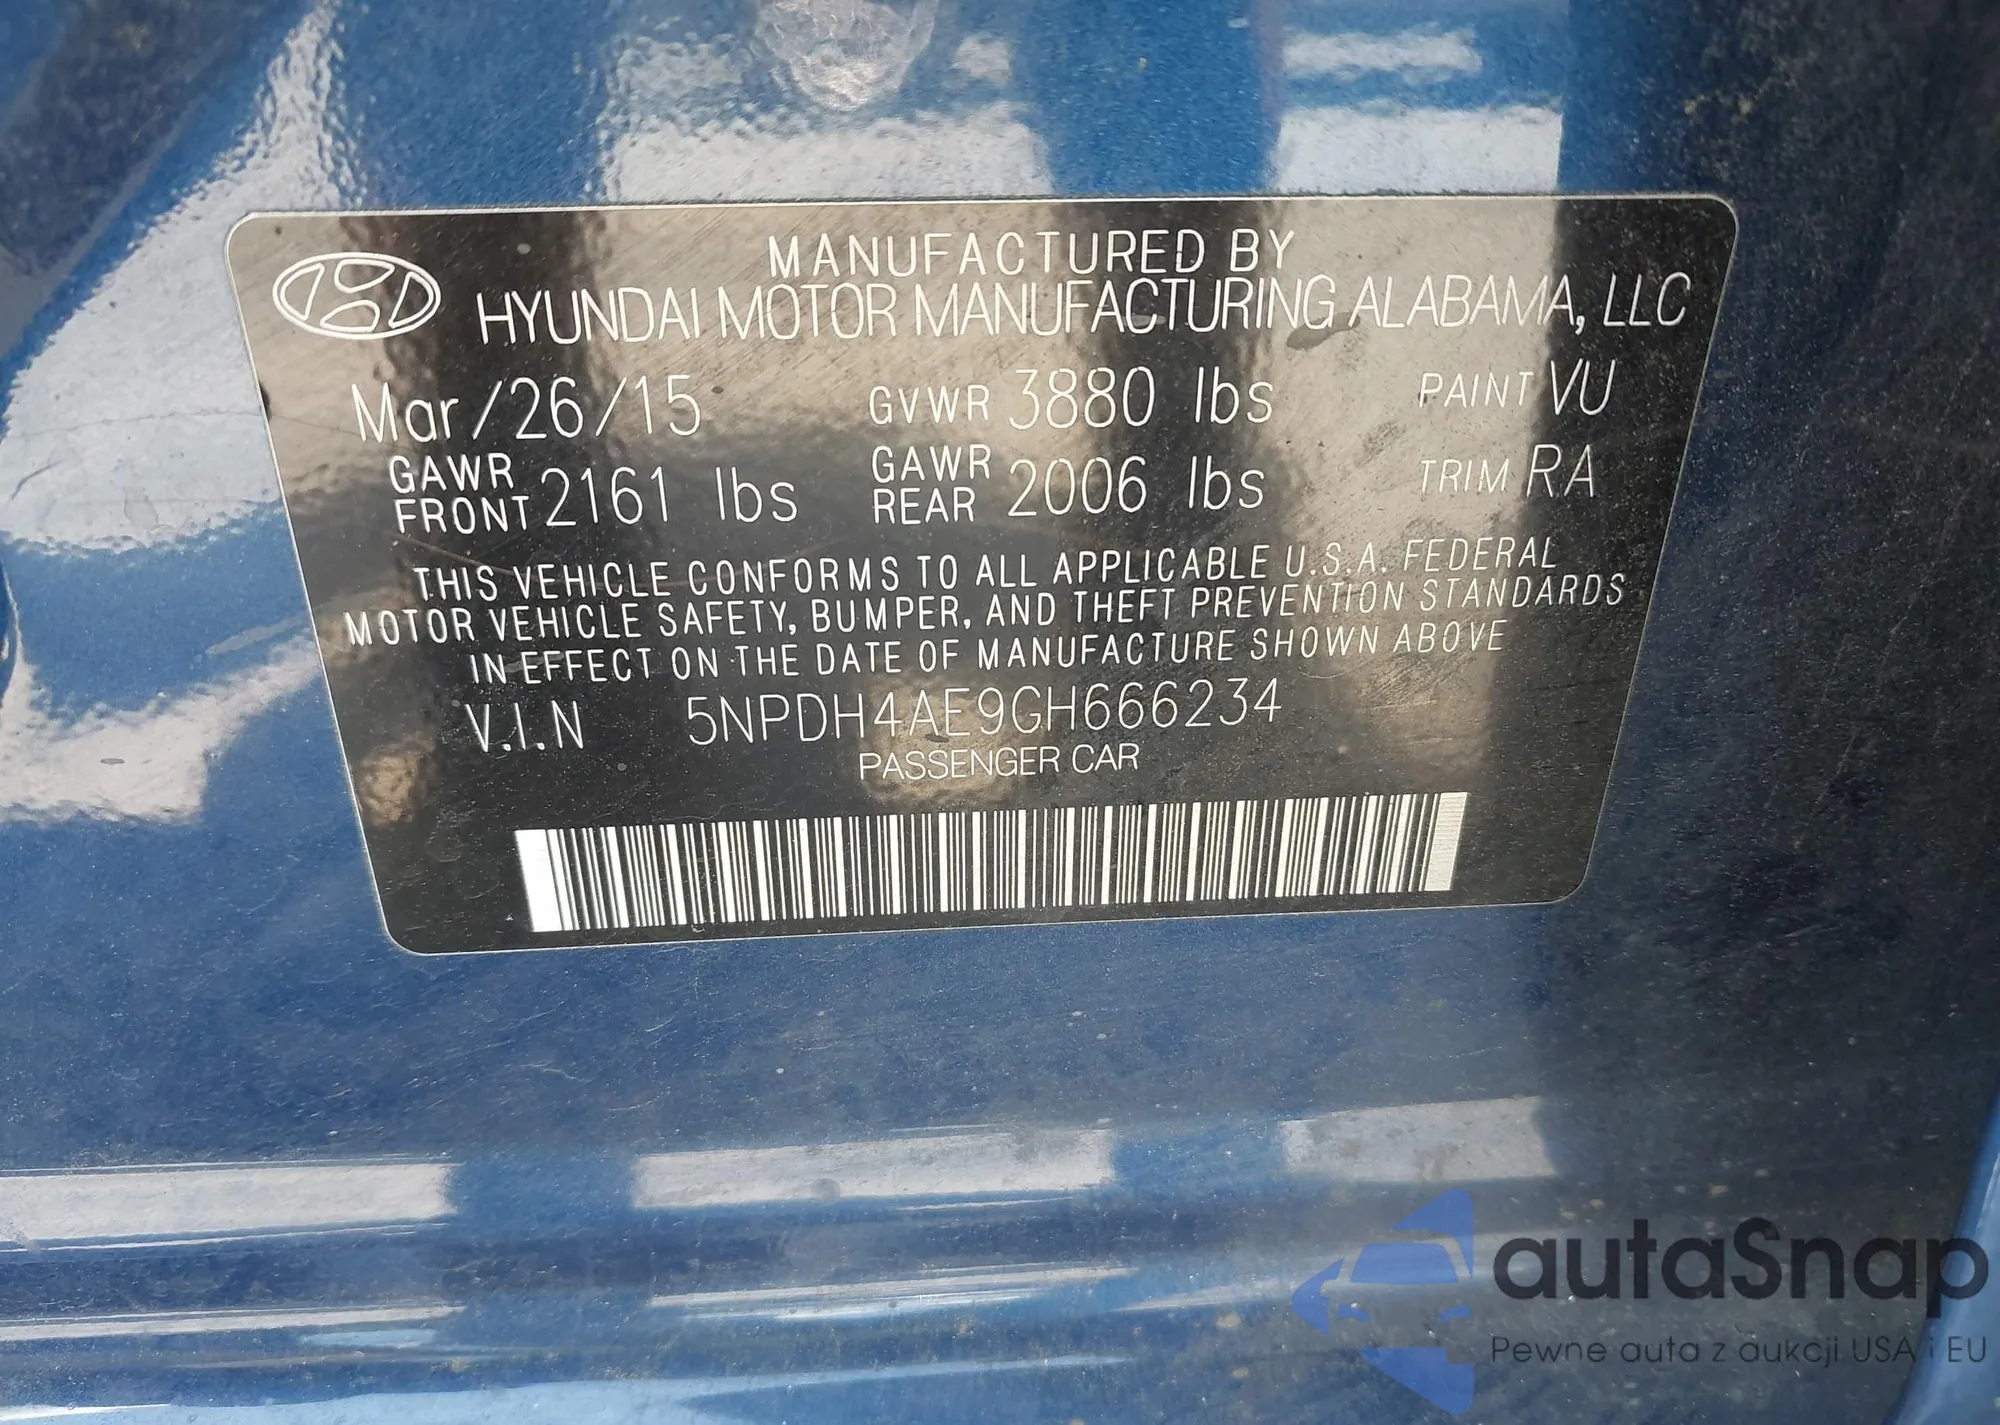 MANUFACTURED BY
HYUNDAI MOTOR MANUFACTURING ALABAMA, LLC
Mar/26/15 GVWR 3880 lbs PAINT VU
GAWR FRONT 2161 lbs GAWR REAR 2006 lbs TRIM RA
THIS VEHICLE CONFORMS TO ALL APPLICABLE U.S.A. FEDERAL
MOTOR VEHICLE SAFETY, BUMPER, AND THEFT PREVENTION STANDARDS
IN EFFECT ON THE DATE OF MANUFACTURE SHOWN ABOVE
V.I.N 5NPDH4AE9GH666234
PASSENGER CAR
autaSnap
Pewne auta z aukcji USA i EU